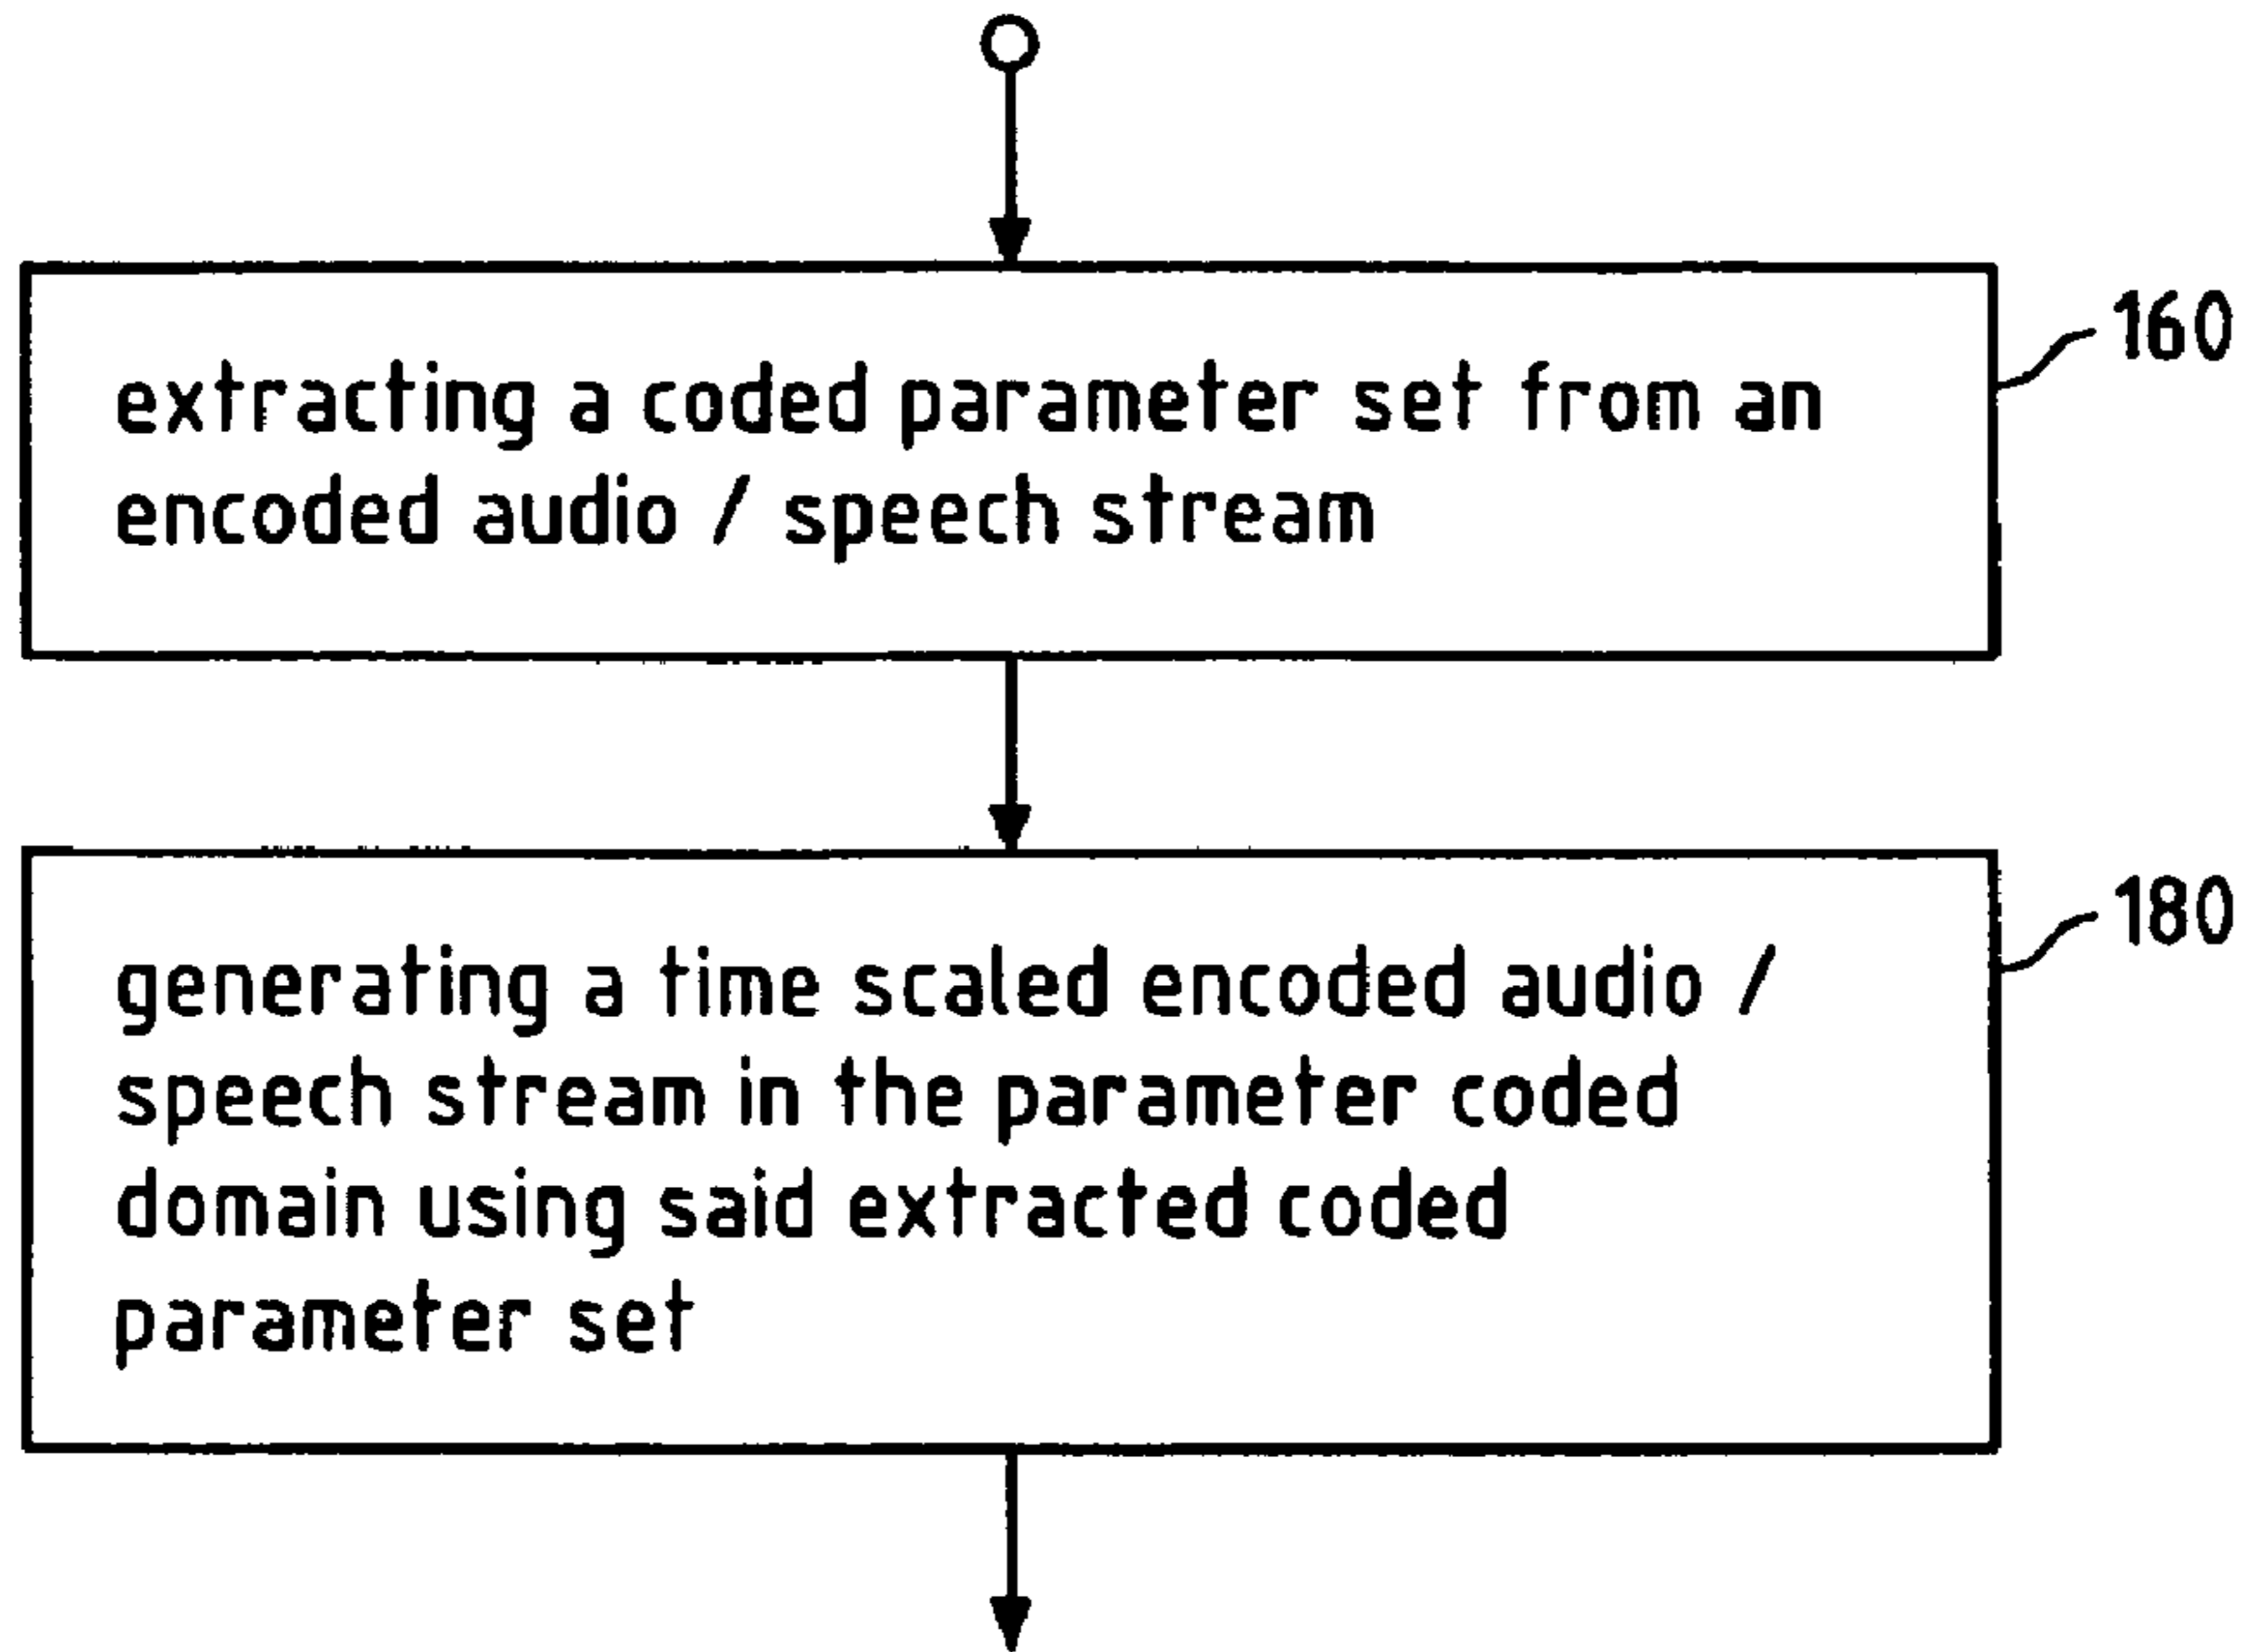 160
extracting a coded parameter set from an
encoded audio / speech stream
180
generating a time scaled encoded audio /
speech stream in the parameter coded
domain using said extracted coded
parameter set